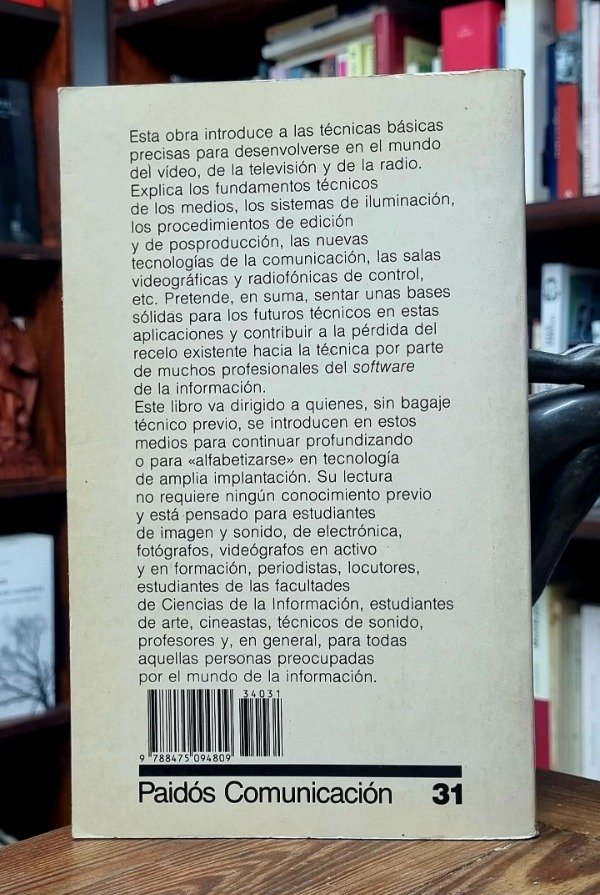 Esta obra introduce a las técnicas básicas
precisas para desenvolverse en el mundo
del vídeo, de la televisión y de la radio.
Explica los fundamentos técnicos
de los medios, los sistemas de iluminación,
los procedimientos de edición
y de posproducción, las nuevas
tecnologías de la comunicación, las salas
videográficas y radiofónicas de control,
etc. Pretende, en suma, sentar unas bases
sólidas para los futuros técnicos en estas
aplicaciones y contribuir a la pérdida del
recelo existente hacia la técnica por parte
de muchos profesionales del software
de la información.
Este libro va dirigido a quienes, sin bagaje
técnico previo, se introducen en estos
medios para continuar profundizando
o para «alfabetizarse» en tecnología
de amplia implantación. Su lectura
no requiere ningún conocimiento previo
y está pensado para estudiantes
de imagen y sonido, de electrónica,
fotógrafos, videógrafos en activo
y en formación, periodistas, locutores,
estudiantes de las facultades
de Ciencias de la Información, estudiantes
de arte, cineastas, técnicos de sonido,
profesores y, en general, para todas
aquellas personas preocupadas
por el mundo de la información.
34031
9 788475 094809
Paidós Comunicación 31